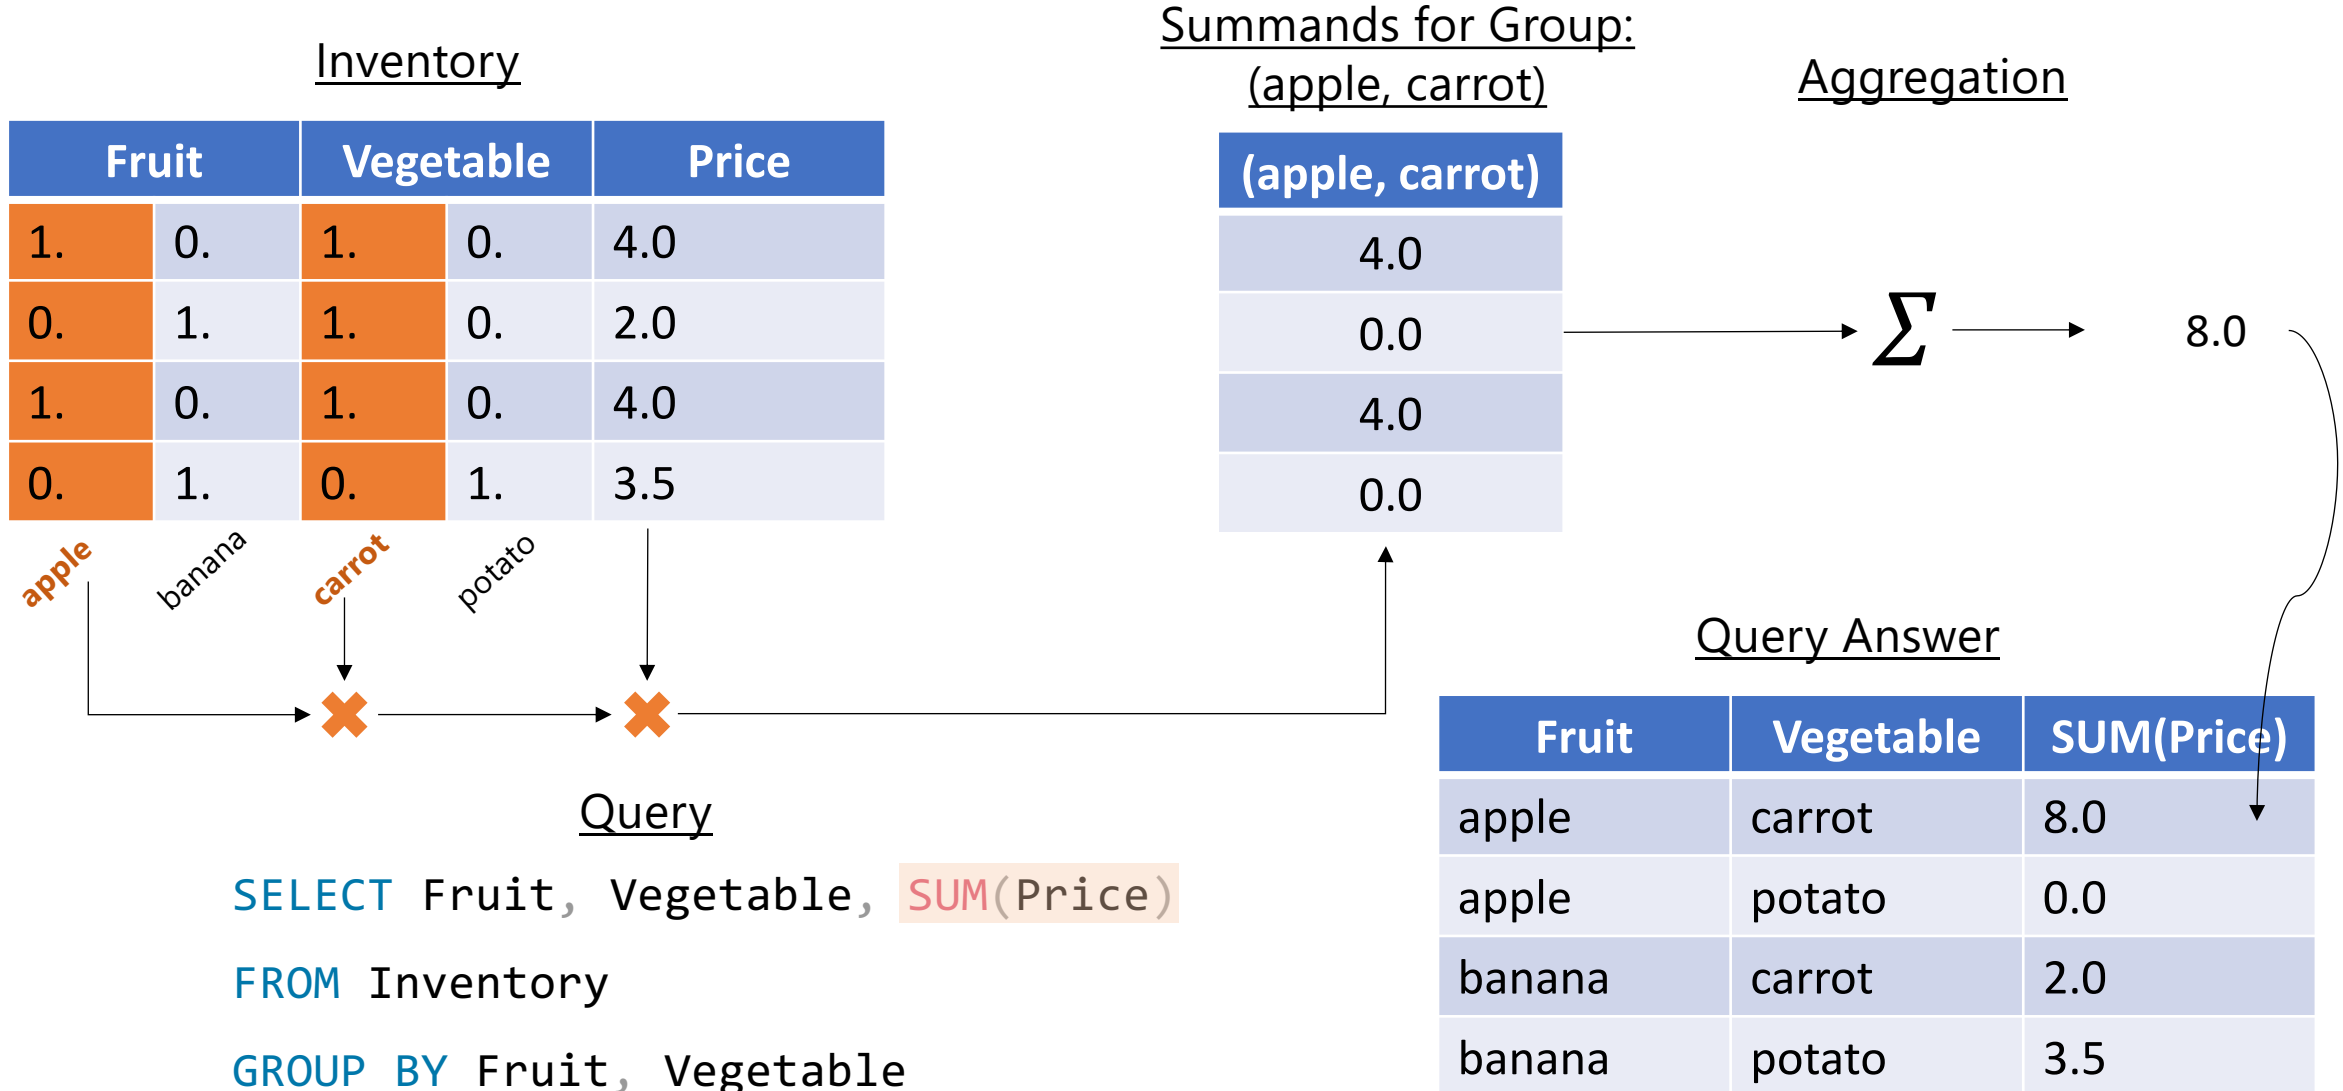 Inventory
Fruit Vegetable Price
1. 0. 1. 0. 4.0
0. 1. 1. 0. 2.0
1. 0. 1. 0. 4.0
0. 1. 0. 1. 3.5
apple banana carrot potato
Summands for Group:
(apple, carrot)
(apple, carrot)
4.0
0.0
4.0
0.0
Aggregation
Σ 8.0
Query
SELECT Fruit, Vegetable, SUM(Price)
FROM Inventory
GROUP BY Fruit, Vegetable
Query Answer
Fruit Vegetable SUM(Price)
apple carrot 8.0
apple potato 0.0
banana carrot 2.0
banana potato 3.5